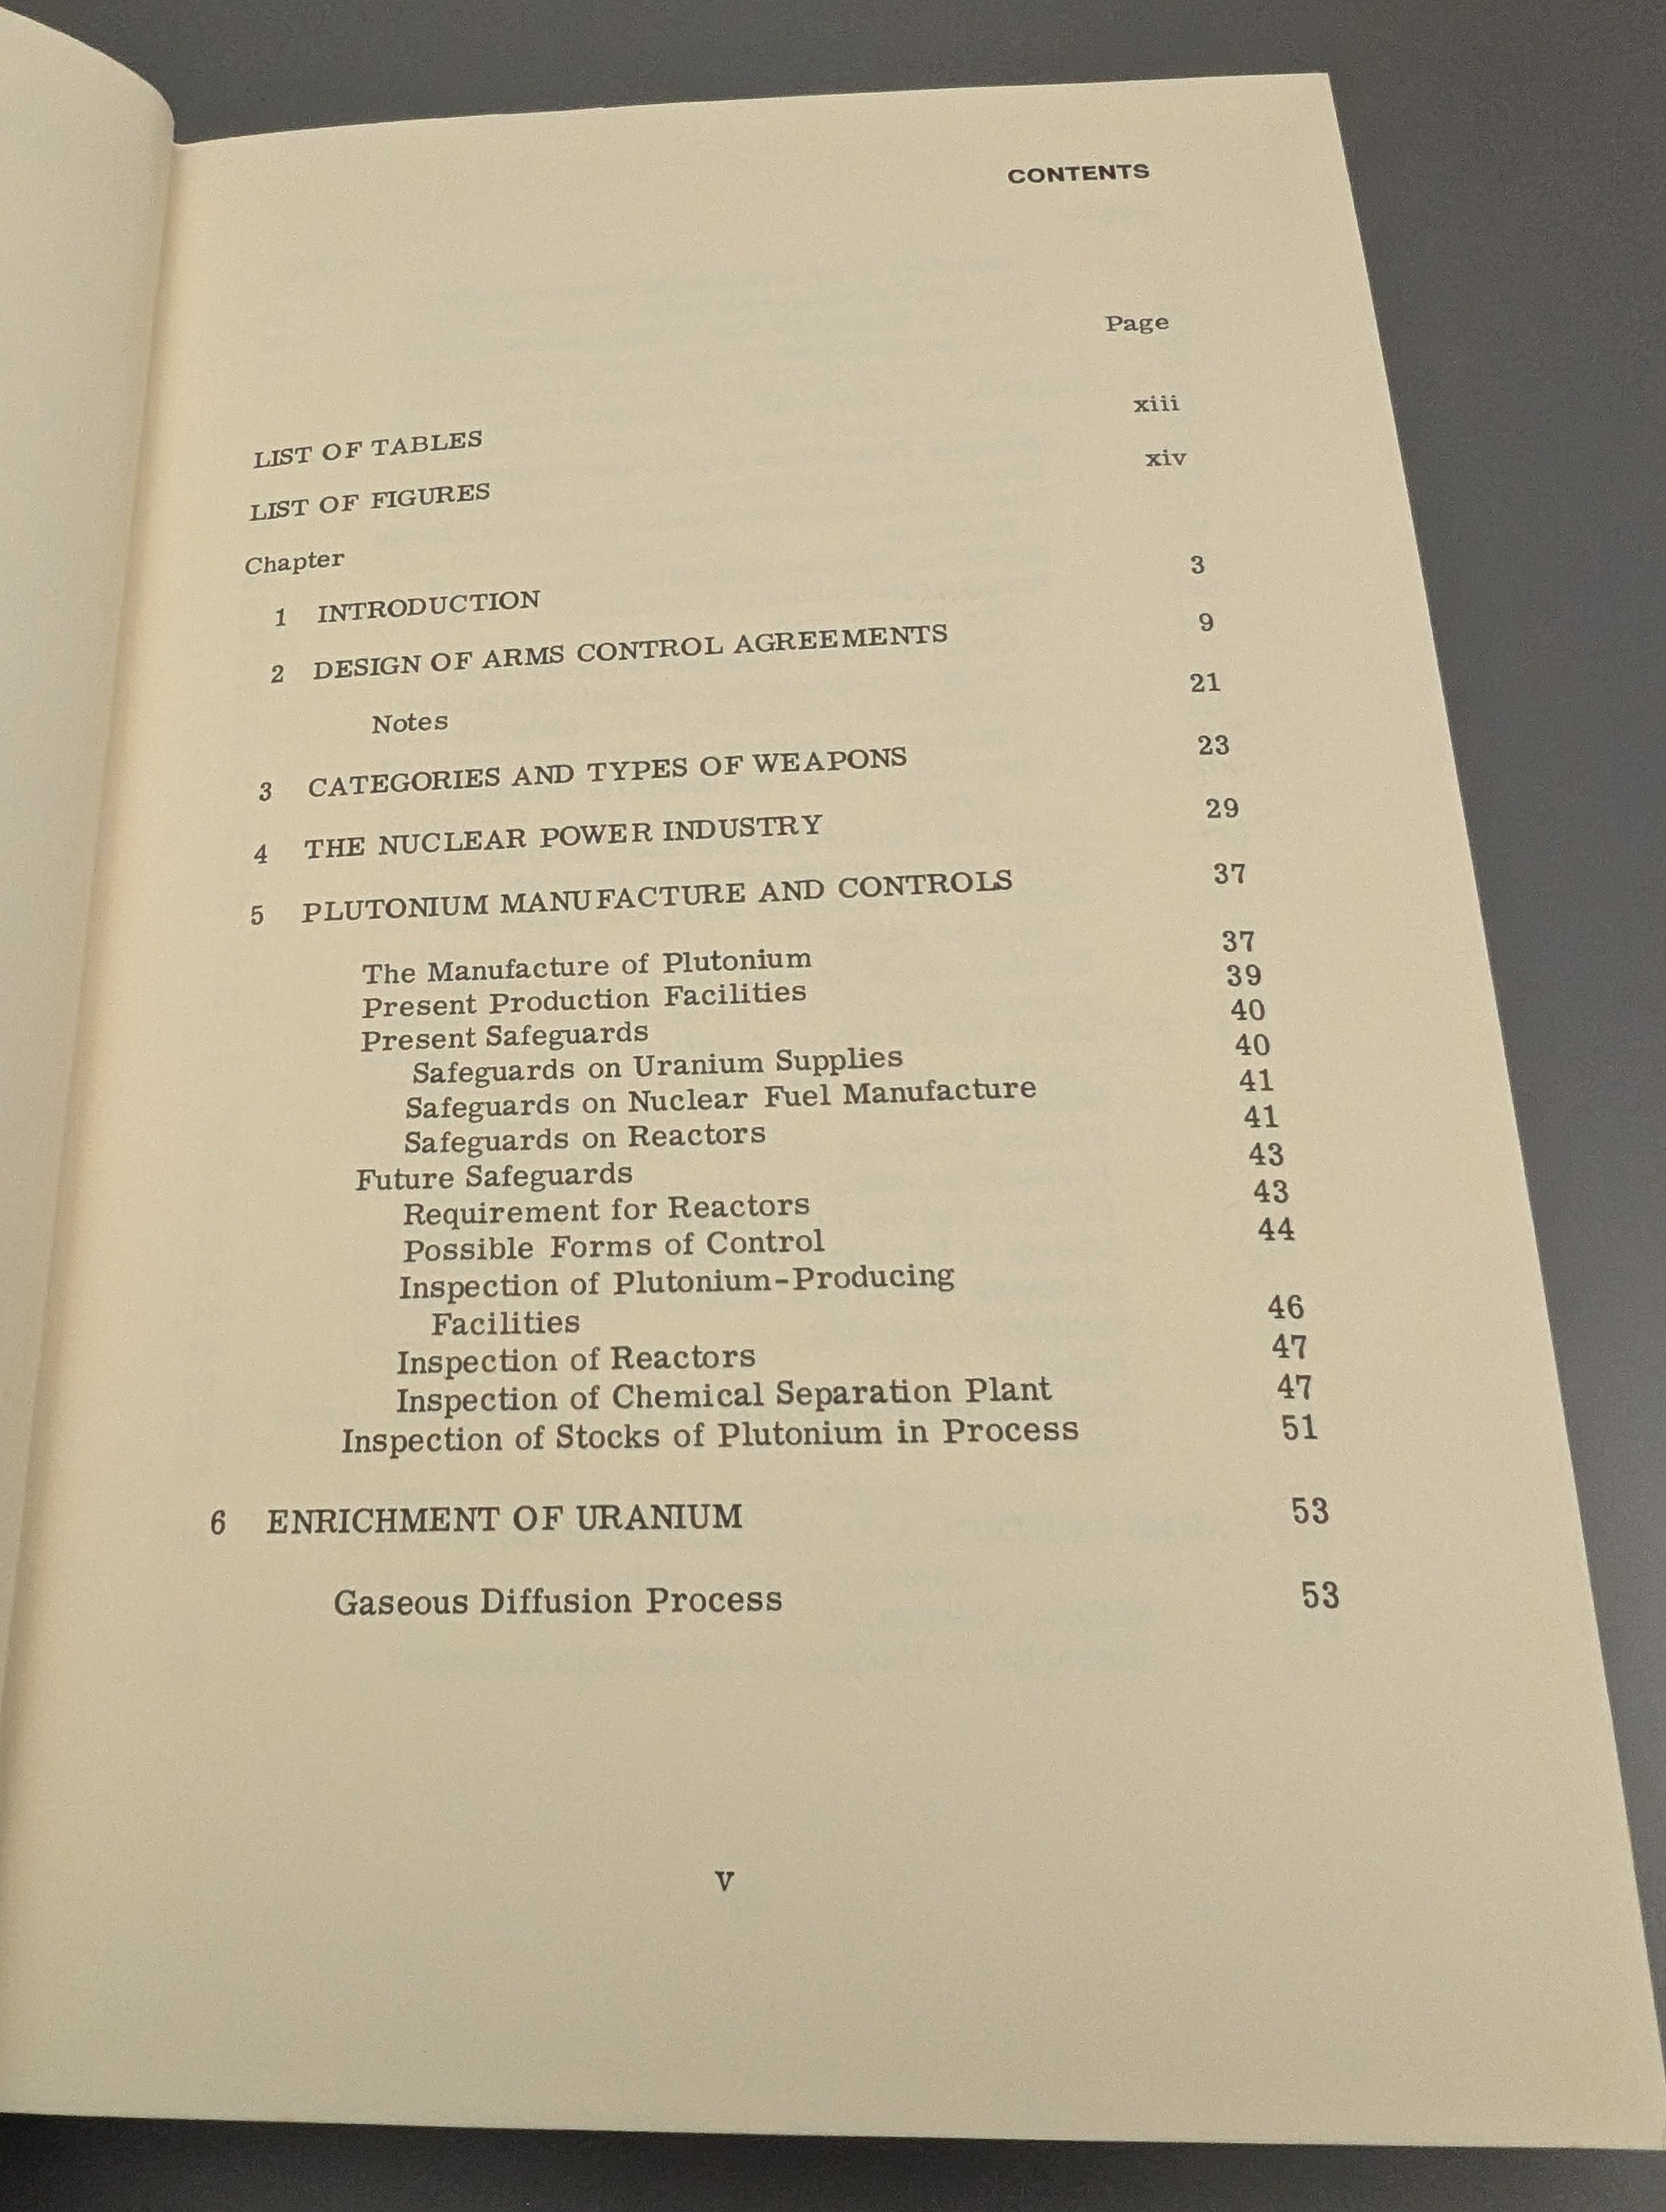 CONTENTS
Page
LIST OF TABLES xiii
LIST OF FIGURES xiv
Chapter
1 INTRODUCTION 3
2 DESIGN OF ARMS CONTROL AGREEMENTS 9
Notes 21
3 CATEGORIES AND TYPES OF WEAPONS 23
4 THE NUCLEAR POWER INDUSTRY 29
5 PLUTONIUM MANUFACTURE AND CONTROLS 37
The Manufacture of Plutonium 37
Present Production Facilities 39
Present Safeguards 40
Safeguards on Uranium Supplies 40
Safeguards on Nuclear Fuel Manufacture 41
Safeguards on Reactors 41
Future Safeguards 43
Requirement for Reactors 43
Possible Forms of Control 44
Inspection of Plutonium-Producing
Facilities 46
Inspection of Reactors 47
Inspection of Chemical Separation Plant 47
Inspection of Stocks of Plutonium in Process 51
6 ENRICHMENT OF URANIUM 53
Gaseous Diffusion Process 53
v